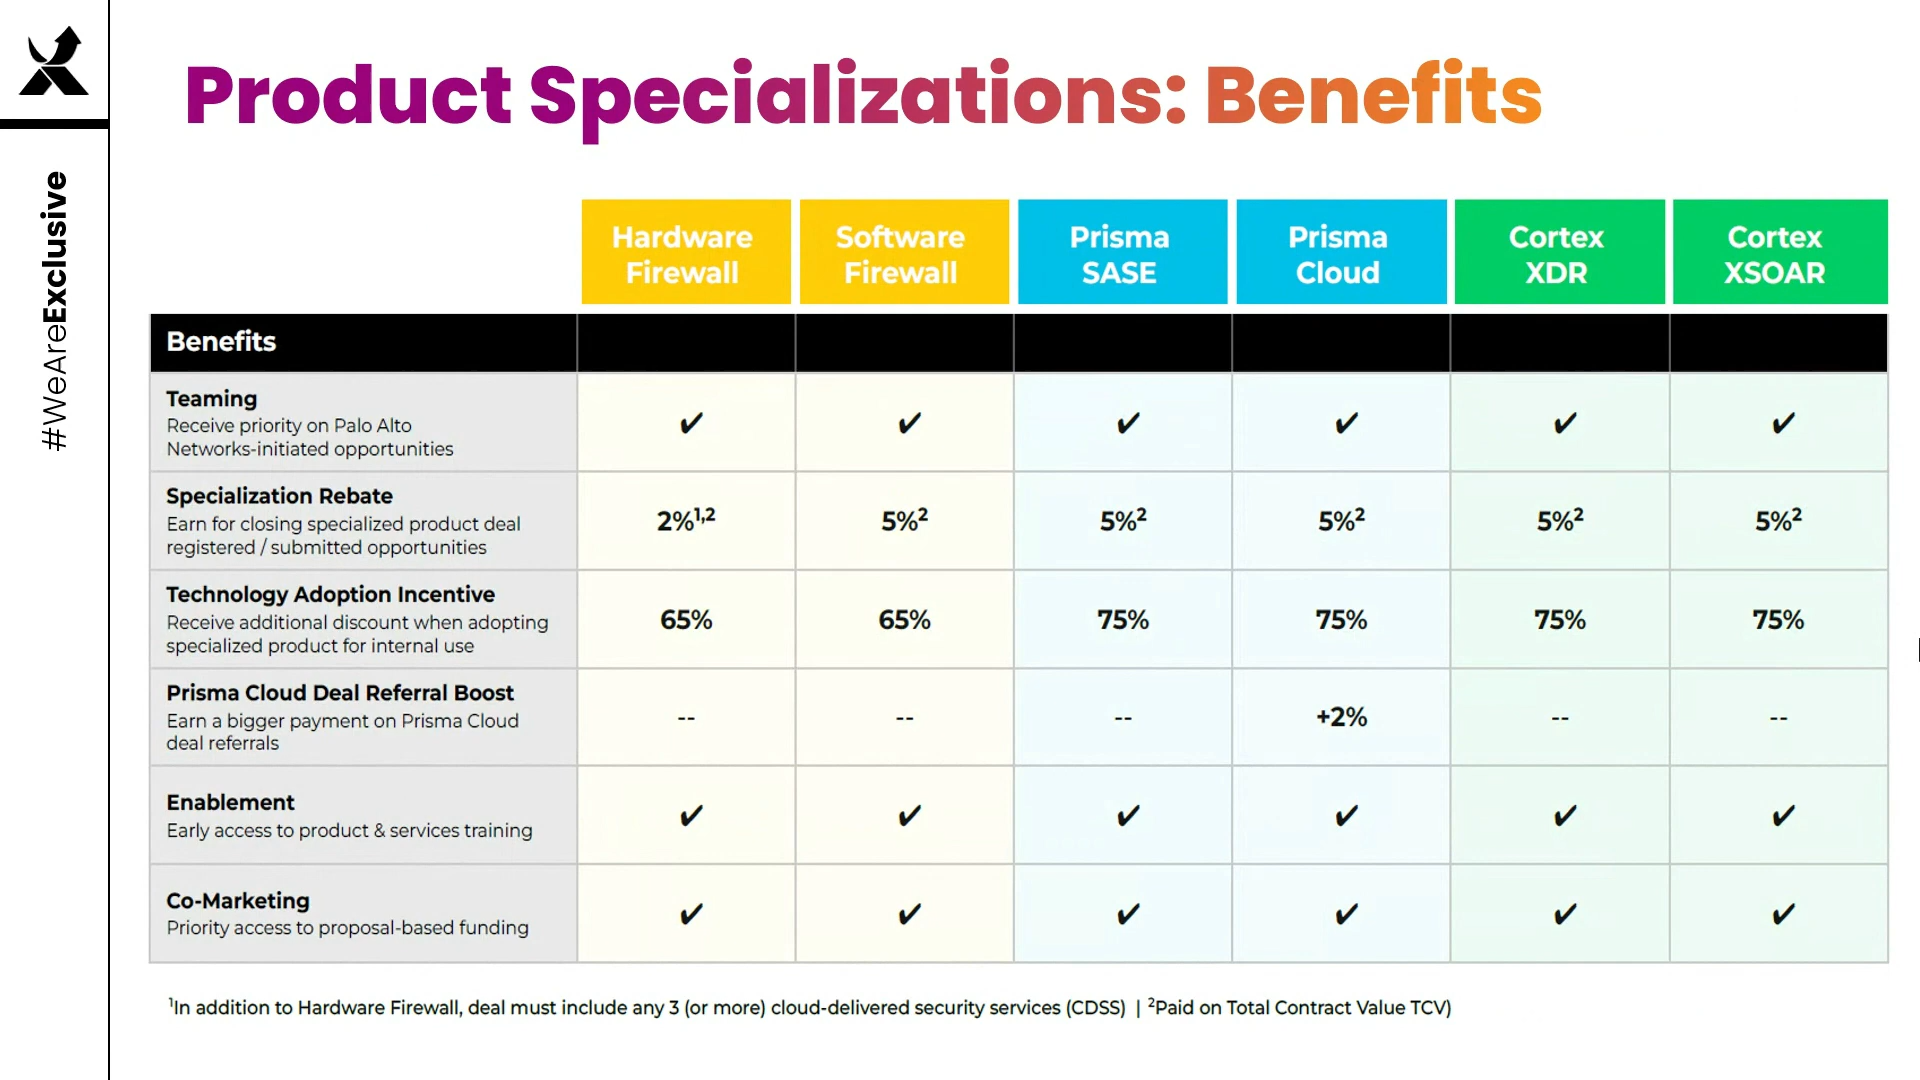 Product Specializations: Benefits
#WeAreExclusive
Hardware
Firewall
Software
Firewall
Prisma
SASE
Prisma
Cloud
Cortex
XDR
Cortex
XSOAR
Benefits
Teaming
Receive priority on Palo Alto
Networks-initiated opportunities
✔ ✔ ✔ ✔ ✔ ✔
Specialization Rebate
Earn for closing specialized product deal
registered / submitted opportunities
2%¹,² 5%² 5%² 5%² 5%² 5%²
Technology Adoption Incentive
Receive additional discount when adopting
specialized product for internal use
65% 65% 75% 75% 75% 75%
Prisma Cloud Deal Referral Boost
Earn a bigger payment on Prisma Cloud
deal referrals
-- -- -- +2% -- --
Enablement
Early access to product & services training
✔ ✔ ✔ ✔ ✔ ✔
Co-Marketing
Priority access to proposal-based funding
✔ ✔ ✔ ✔ ✔ ✔
¹In addition to Hardware Firewall, deal must include any 3 (or more) cloud-delivered security services (CDSS) | ²Paid on Total Contract Value TCV)